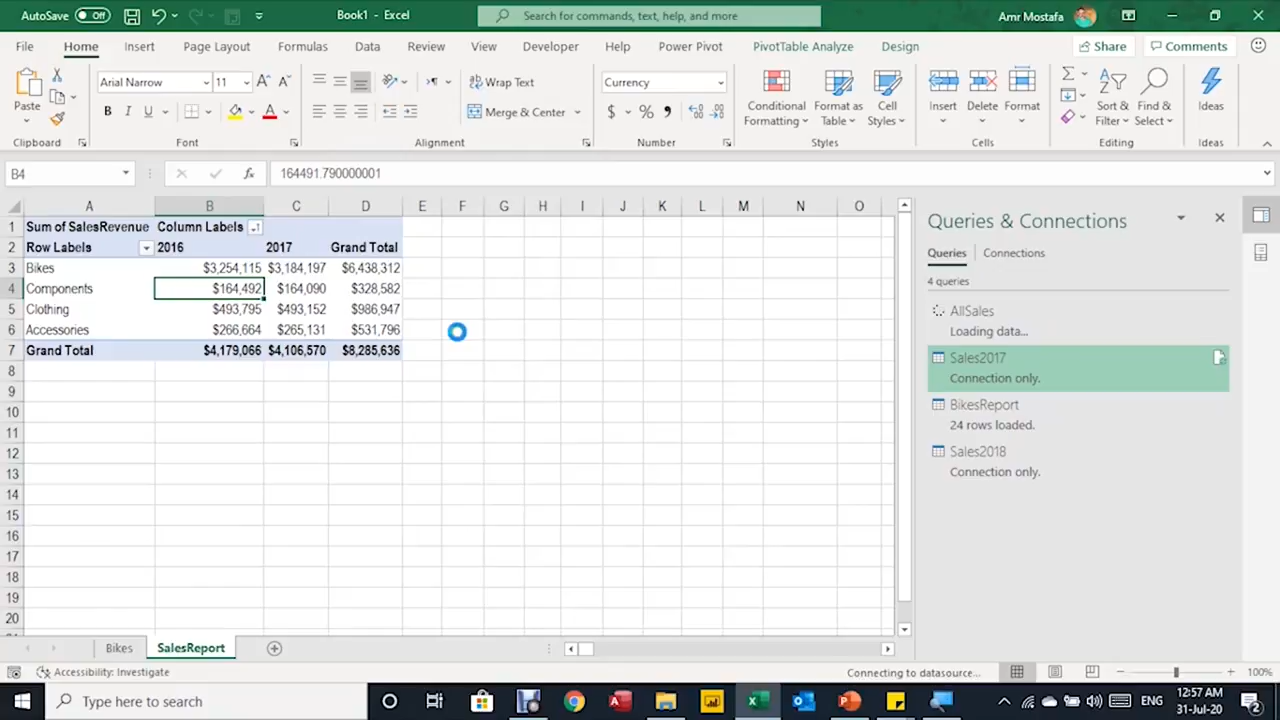 AutoSave Off Book1 - Excel Search for commands, text, help, and more Amr Mostafa
File Home Insert Page Layout Formulas Data Review View Developer Help Power Pivot PivotTable Analyze Design Share Comments
Paste Arial Narrow 11 Wrap Text Currency Conditional Formatting Format as Table Cell Styles Insert Delete Format Sort & Filter Find & Select Ideas
B I U Merge & Center $ %
Clipboard Font Alignment Number Styles Cells Editing Ideas
B4 fx 164491.790000001
A B C D E F G H I J K L M N O
1 Sum of SalesRevenue Column Labels
2 Row Labels 2016 2017 Grand Total
3 Bikes $3,254,115 $3,184,197 $6,438,312
4 Components $164,492 $164,090 $328,582
5 Clothing $493,795 $493,152 $986,947
6 Accessories $266,664 $265,131 $531,796
7 Grand Total $4,179,066 $4,106,570 $8,285,636
8
9
10
11
12
13
14
15
16
17
18
19
20
Queries & Connections
Queries Connections
4 queries
AllSales
Loading data...
Sales2017
Connection only.
BikesReport
24 rows loaded.
Sales2018
Connection only.
Bikes SalesReport
Accessibility: Investigate Connecting to datasource... 100%
Type here to search ENG 12:57 AM
31-Jul-20 2